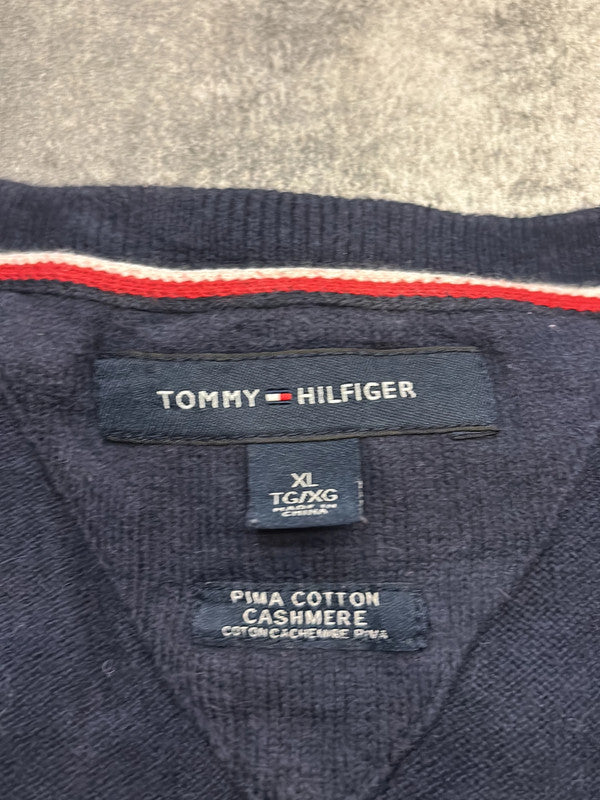 TOMMY HILFIGER
XL
TG/XG
MADE IN
CHINA
PIMA COTTON
CASHMERE
COTON CACHEMIRE PIMA